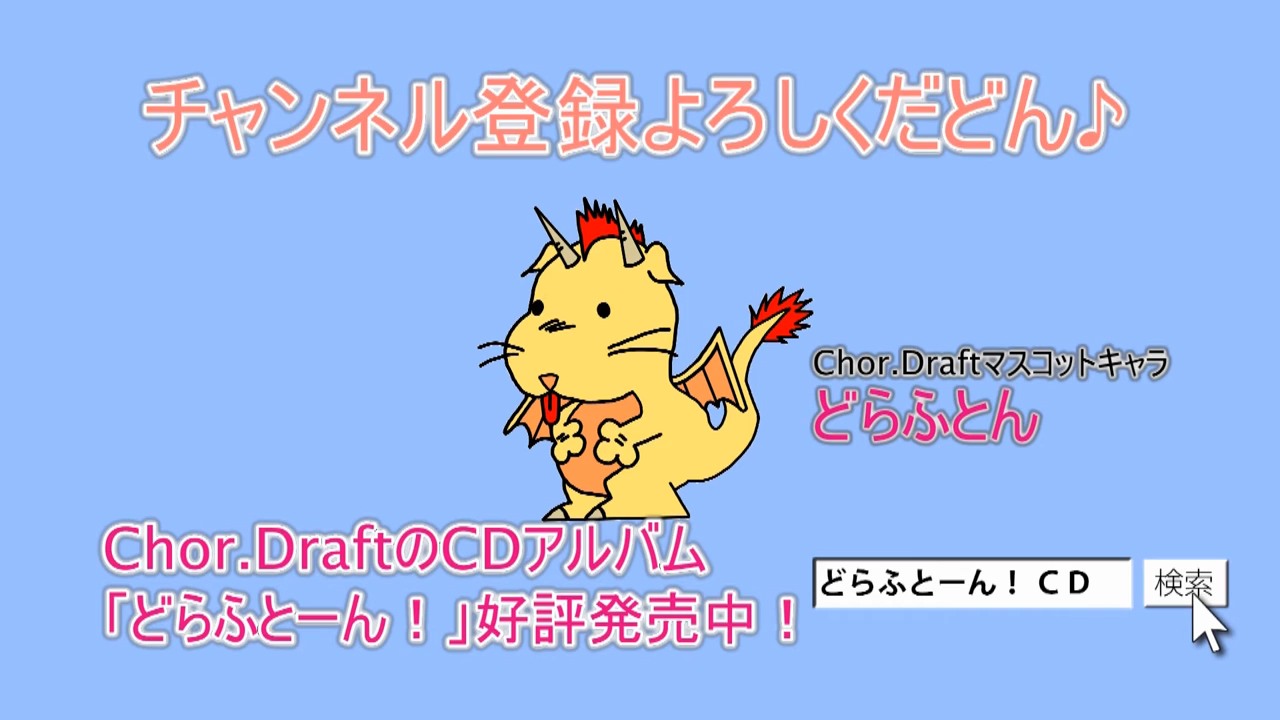 チャンネル登録よろしくだどん♪
Chor.Draftマスコットキャラ
どらふとん
Chor.DraftのCDアルバム
「どらふとーん！」好評発売中！
どらふとーん！ＣＤ
検索